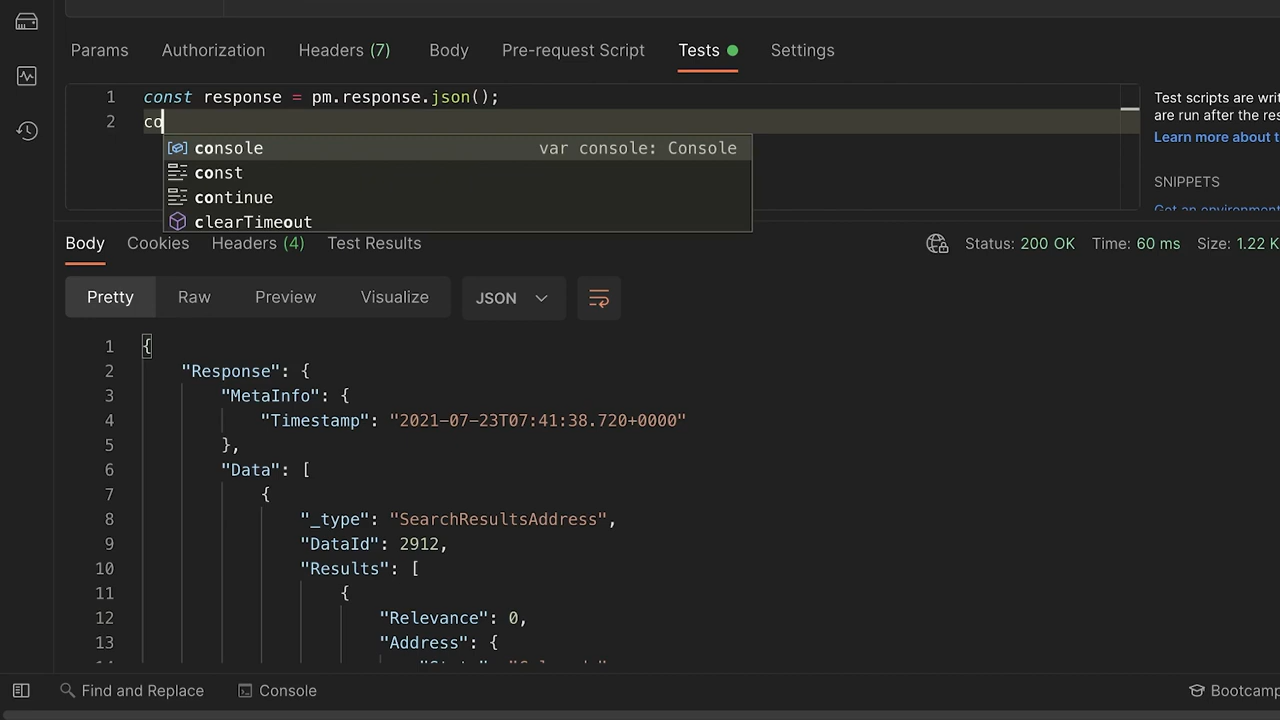 Params Authorization Headers (7) Body Pre-request Script Tests Settings
1 const response = pm.response.json();
2 co
console var console: Console
const
continue
clearTimeout
Test scripts are
are run after the
Learn more about
SNIPPETS
Get an environment
Body Cookies Headers (4) Test Results Status: 200 OK Time: 60 ms Size: 1.22
Pretty Raw Preview Visualize JSON
1 {
2 "Response": {
3 "MetaInfo": {
4 "Timestamp": "2021-07-23T07:41:38.720+0000"
5 },
6 "Data": [
7 {
8 "_type": "SearchResultsAddress",
9 "DataId": 2912,
10 "Results": [
11 {
12 "Relevance": 0,
13 "Address": {
Find and Replace Console Bootcamp